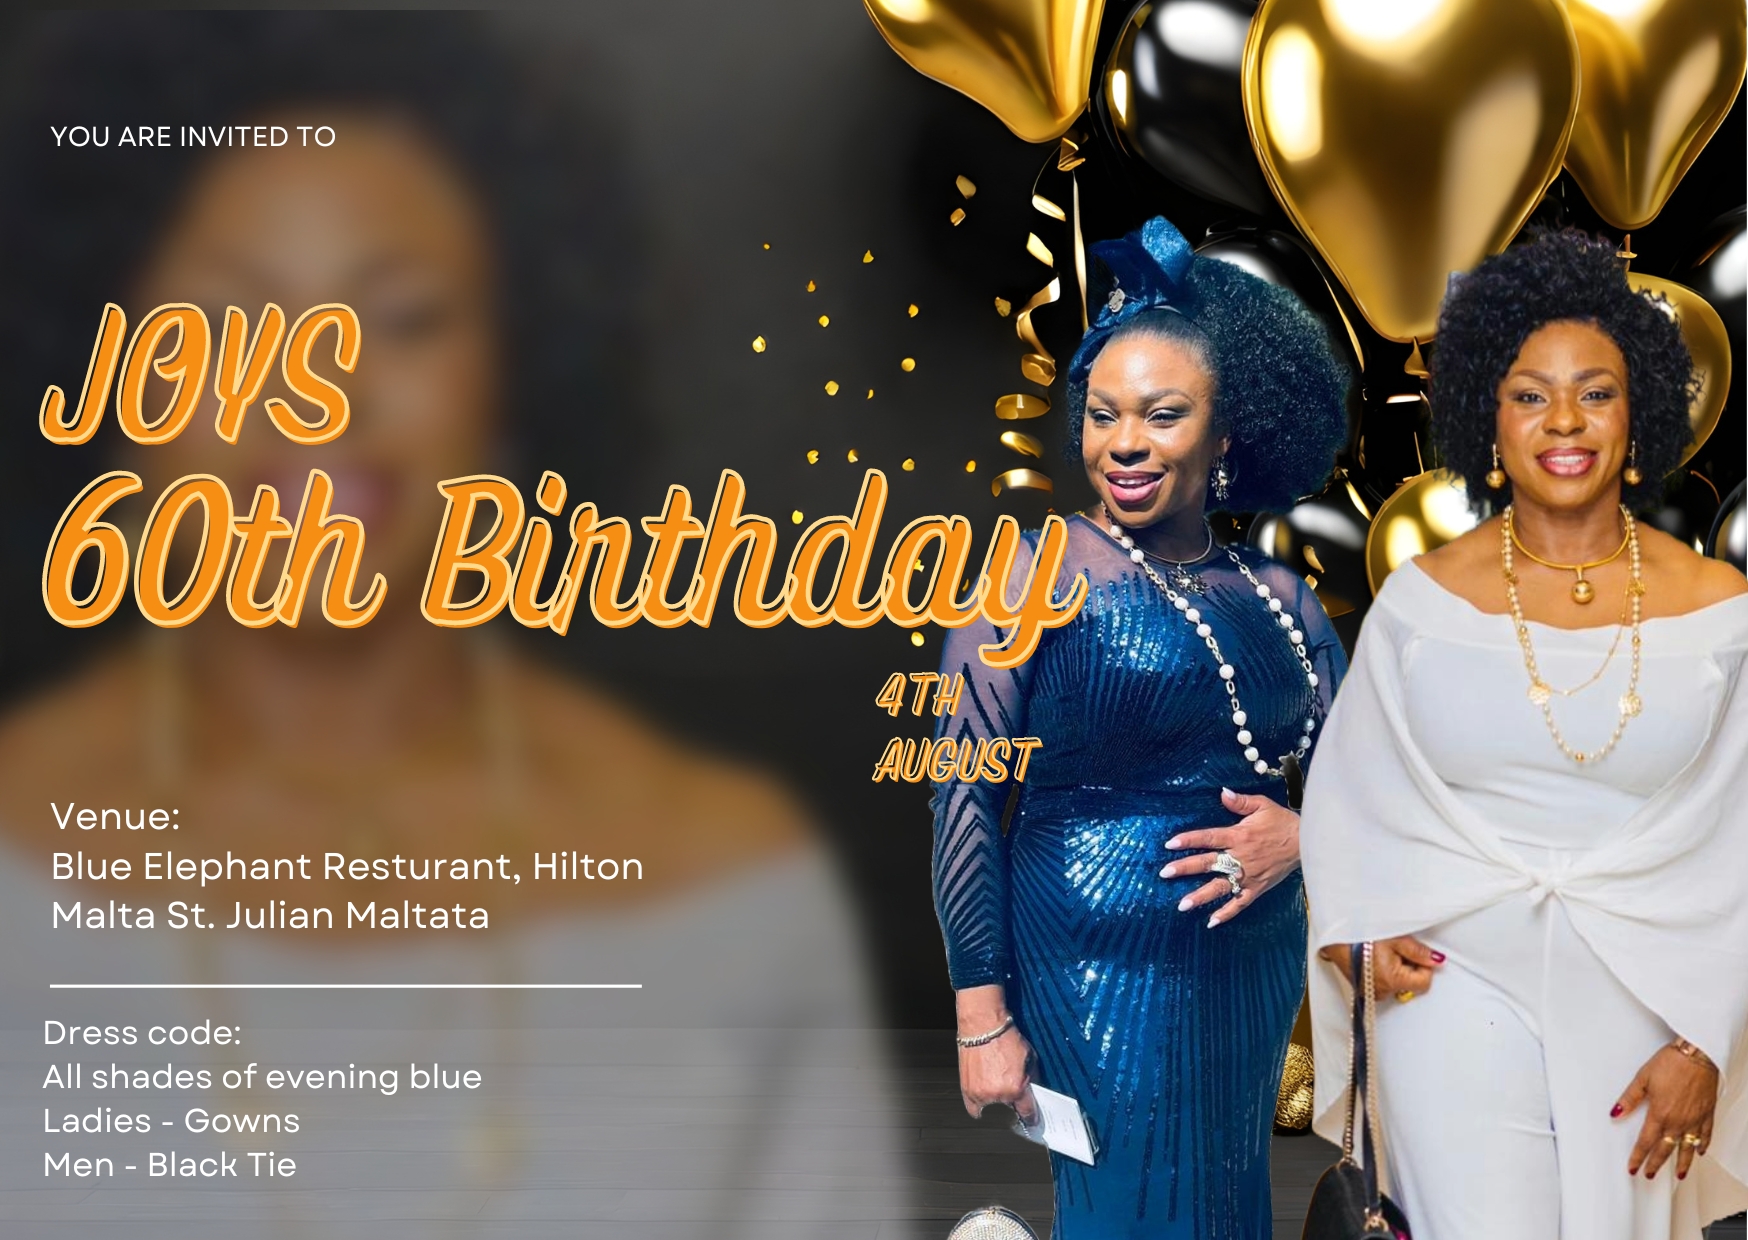 YOU ARE INVITED TO
JOYS
60th Birthday
4TH
AUGUST
Venue:
Blue Elephant Resturant, Hilton
Malta St. Julian Maltata
Dress code:
All shades of evening blue
Ladies - Gowns
Men - Black Tie